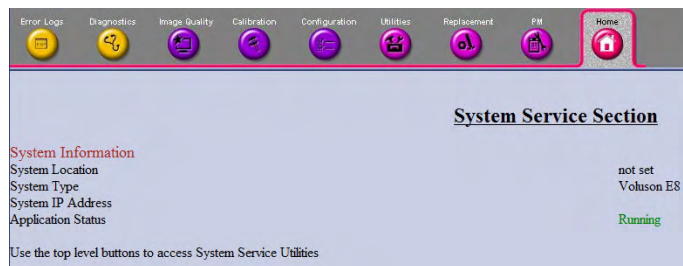 Error Logs Diagnostics Image Quality Calibration Configuration Utilities Replacement PM Home
System Service Section
System Information
System Location not set
System Type Voluson E8
System IP Address
Application Status Running
Use the top level buttons to access System Service Utilities